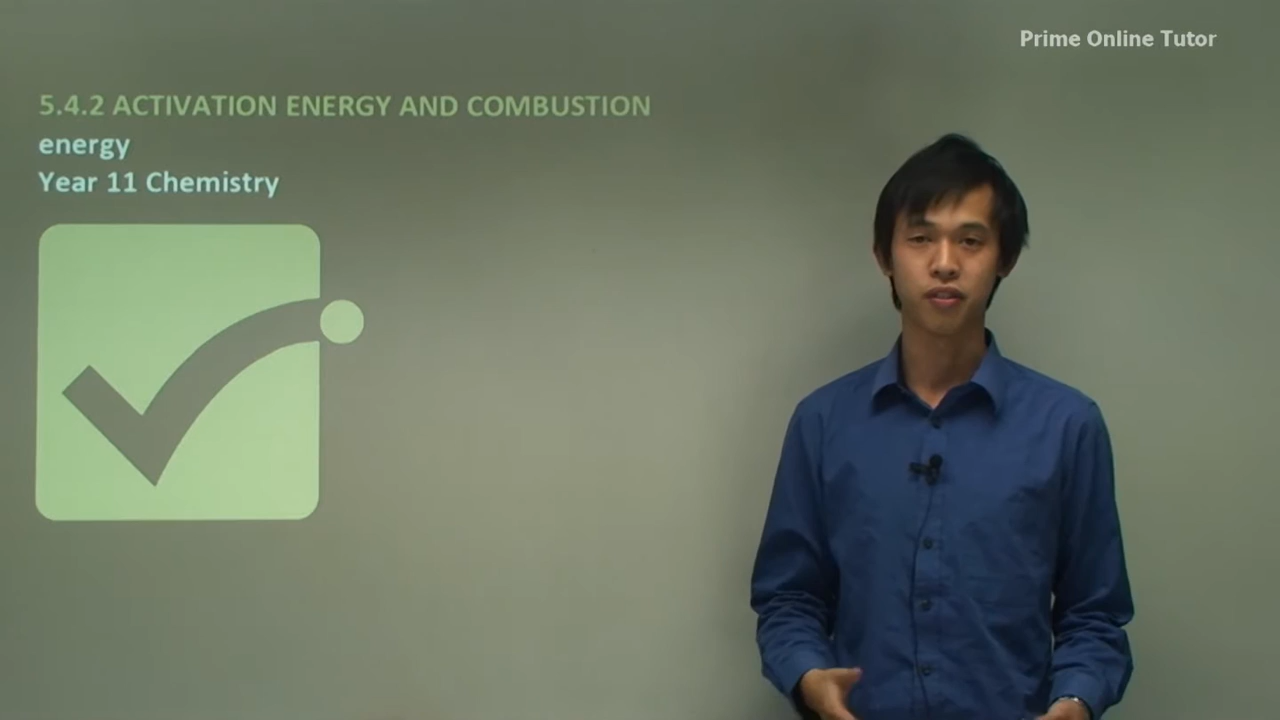 Prime Online Tutor
5.4.2 ACTIVATION ENERGY AND COMBUSTION
energy
Year 11 Chemistry